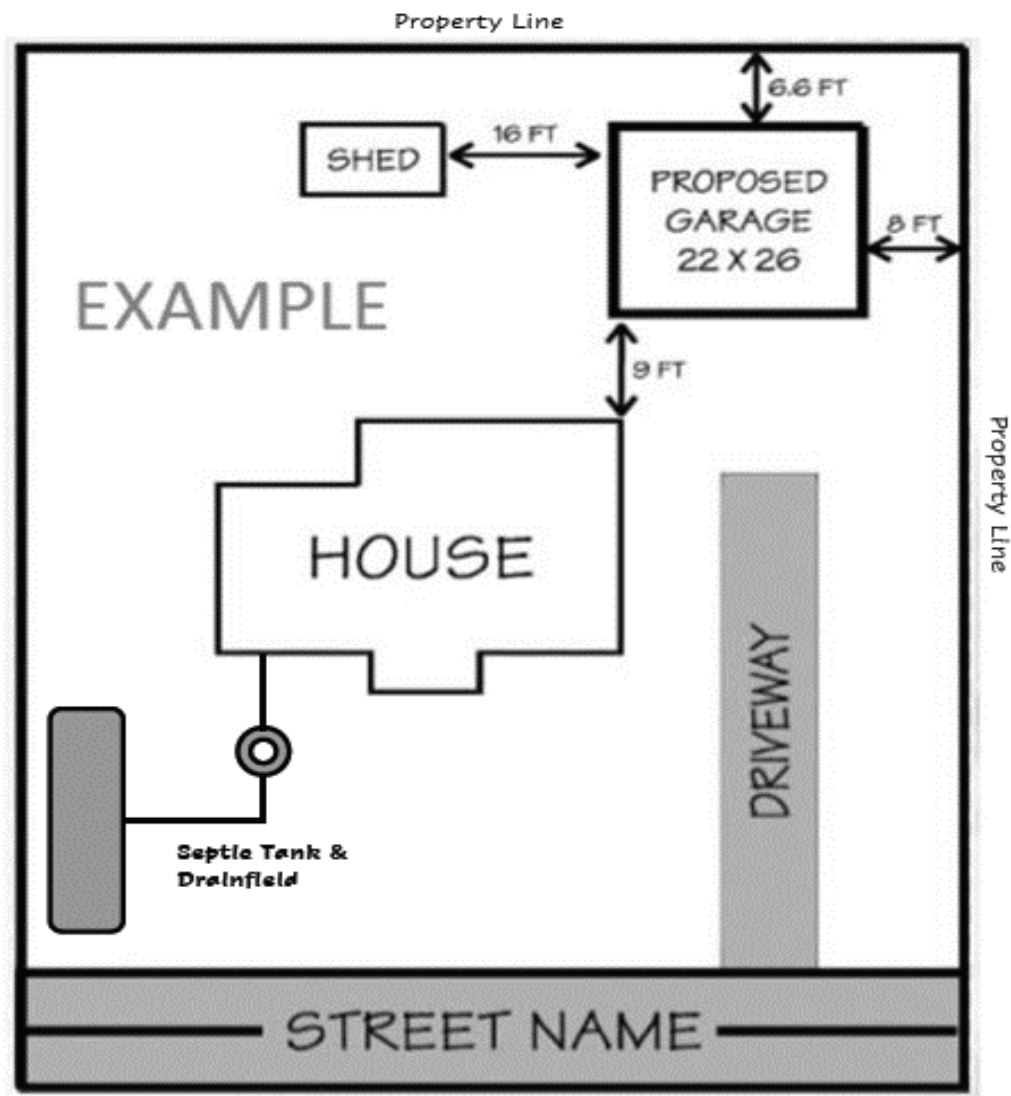 Property Line
6.6 FT
16 FT
SHED
PROPOSED
GARAGE
22 X 26
8 FT
EXAMPLE
9 FT
Property Line
HOUSE
DRIVEWAY
Septic Tank &
Drainfield
STREET NAME